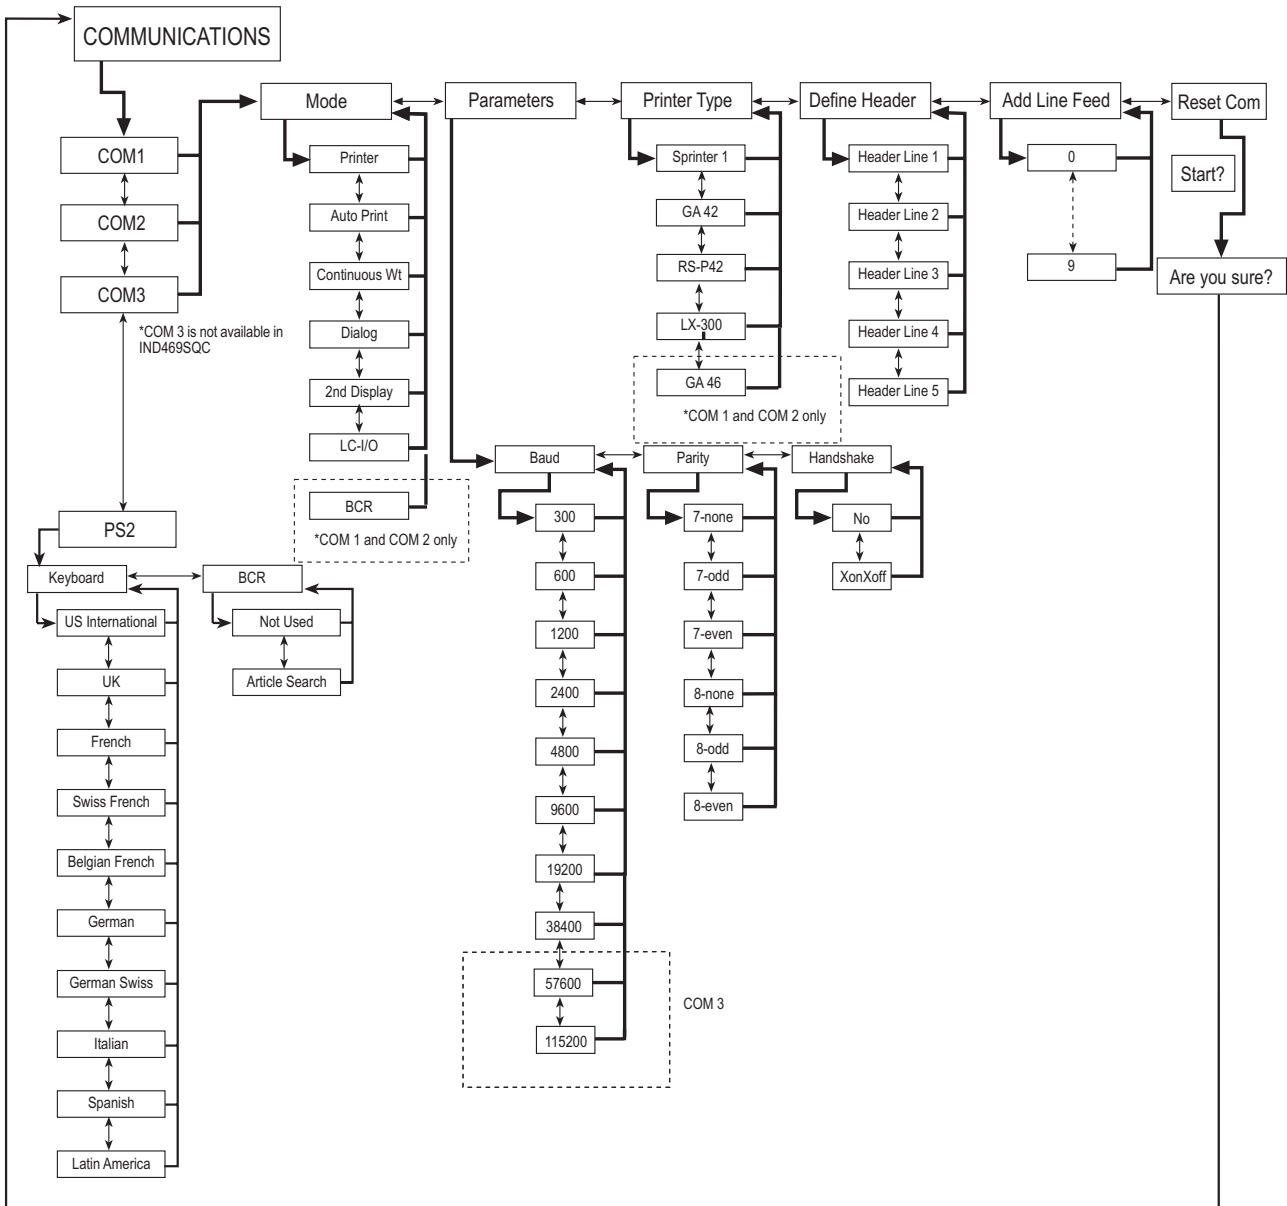 COMMUNICATIONS
Mode
Parameters
Printer Type
Define Header
Add Line Feed
Reset Com
COM1
COM2
COM3
*COM 3 is not available in
IND469SQC
Printer
Auto Print
Continuous Wt
Dialog
2nd Display
LC-I/O
BCR
*COM 1 and COM 2 only
Sprinter 1
GA 42
RS-P42
LX-300
GA 46
*COM 1 and COM 2 only
Header Line 1
Header Line 2
Header Line 3
Header Line 4
Header Line 5
0
9
Start?
Are you sure?
Baud
Parity
Handshake
300
600
1200
2400
4800
9600
19200
38400
57600
115200
COM 3
7-none
7-odd
7-even
8-none
8-odd
8-even
No
XonXoff
PS2
Keyboard
BCR
US International
UK
French
Swiss French
Belgian French
German
German Swiss
Italian
Spanish
Latin America
Not Used
Article Search